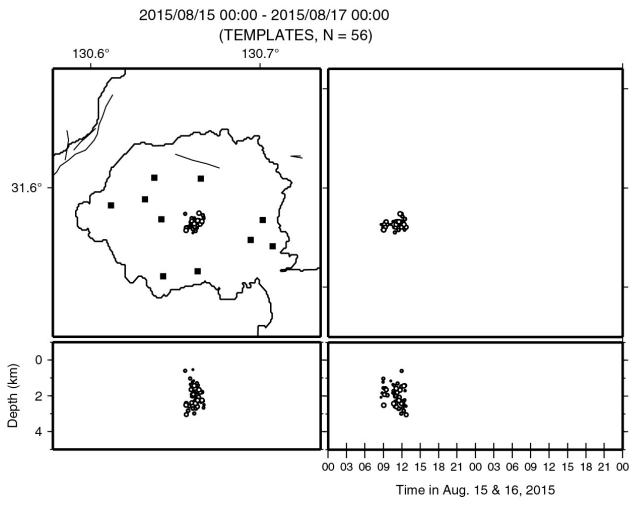 2015/08/15 00:00 - 2015/08/17 00:00
(TEMPLATES, N = 56)
130.6° 130.7°
31.6°
Depth (km)
0
2
4
00 03 06 09 12 15 18 21 00 03 06 09 12 15 18 21 00
Time in Aug. 15 & 16, 2015